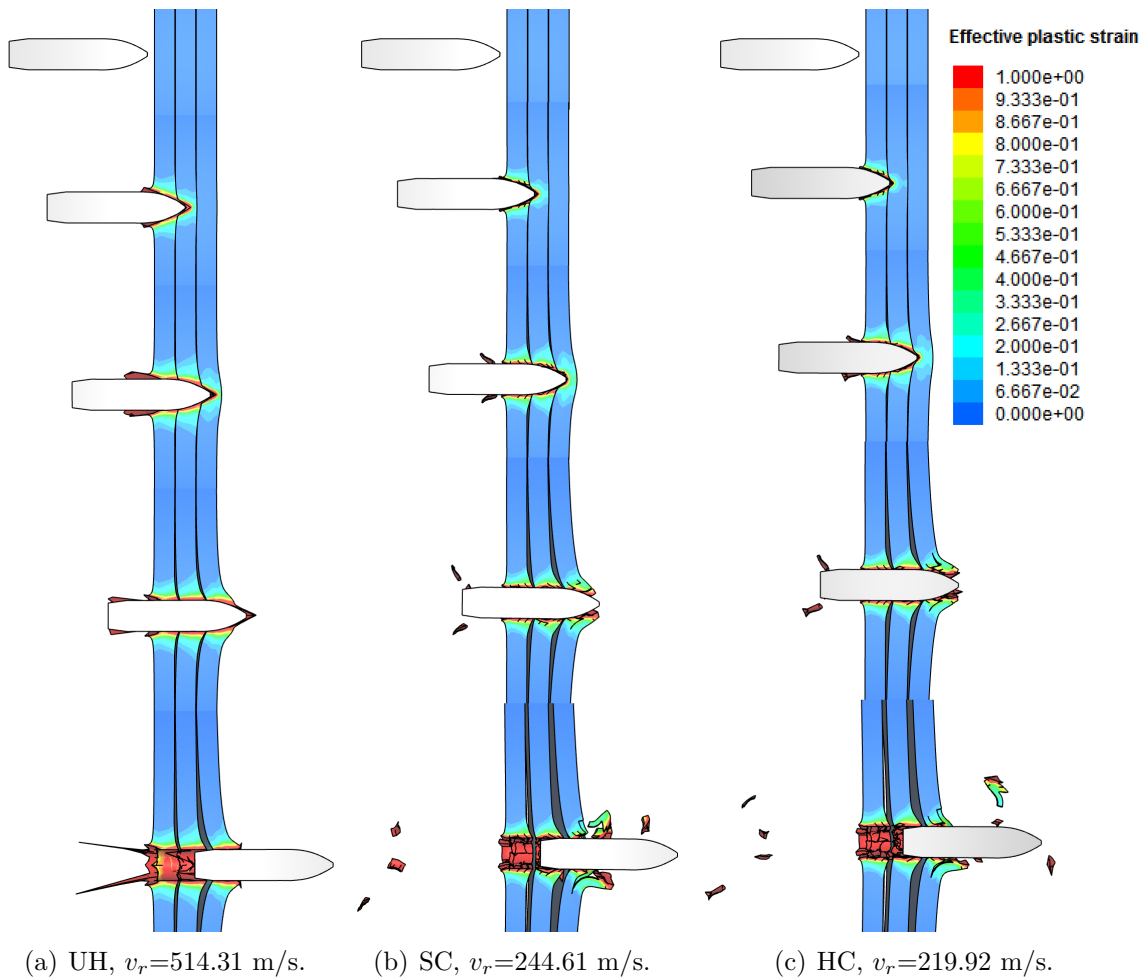 Effective plastic strain
1.000e+00
9.333e-01
8.667e-01
8.000e-01
7.333e-01
6.667e-01
6.000e-01
5.333e-01
4.667e-01
4.000e-01
3.333e-01
2.667e-01
2.000e-01
1.333e-01
6.667e-02
0.000e+00
(a) UH, v_r=514.31 m/s.
(b) SC, v_r=244.61 m/s.
(c) HC, v_r=219.92 m/s.